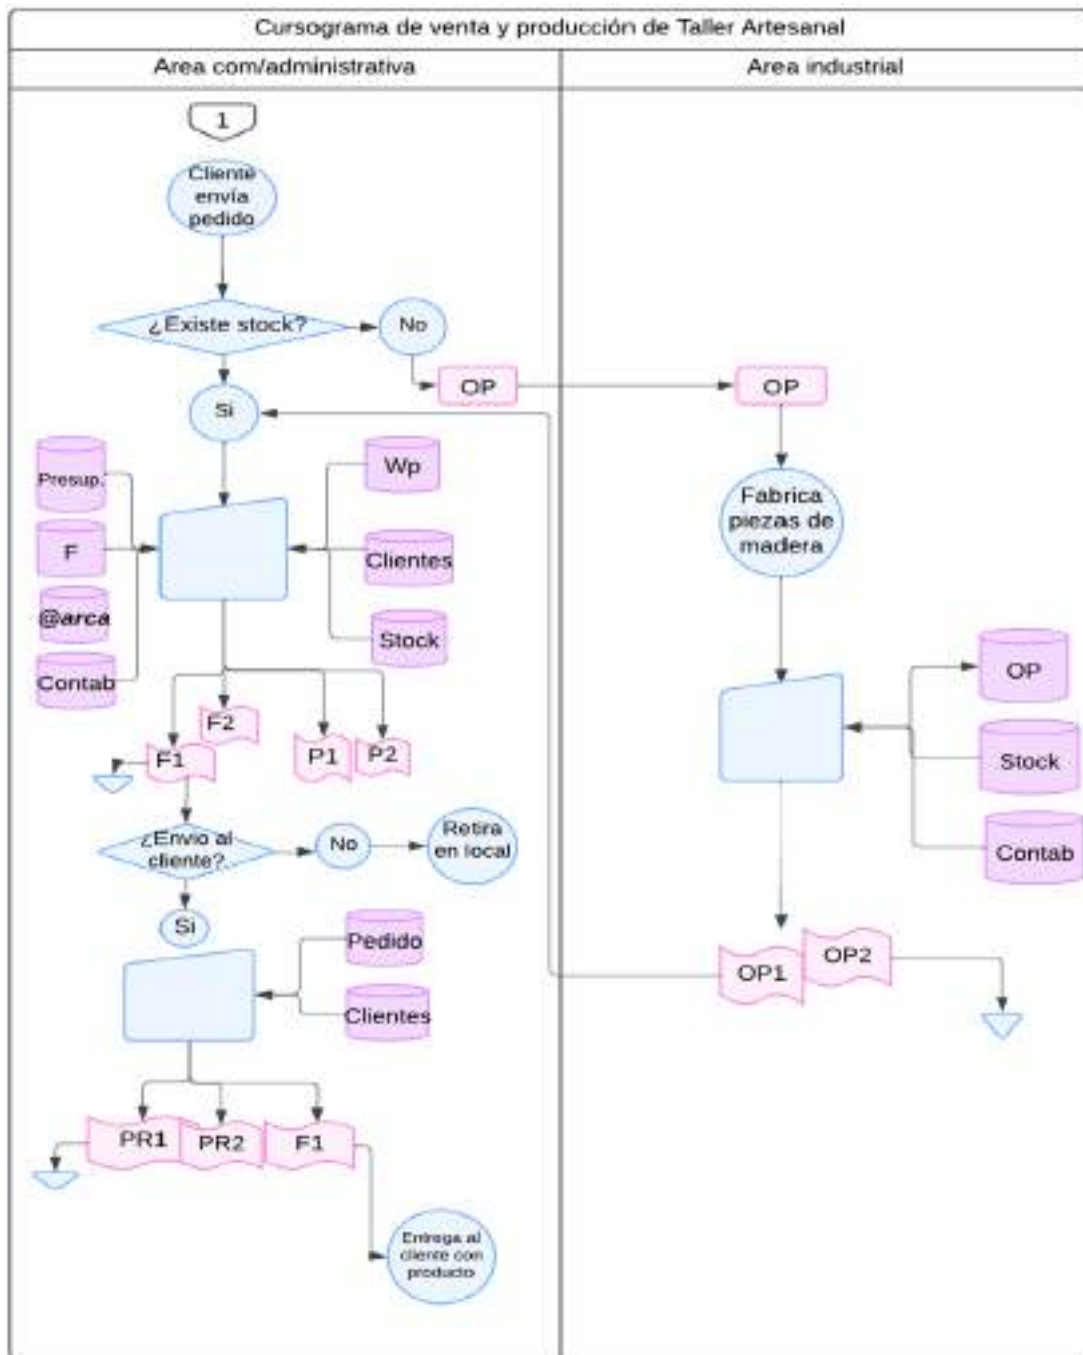 Cursograma de venta y producción de Taller Artesanal
Area com/administrativa
Area industrial
1
Cliente
envía
pedido
¿Existe stock?
No
OP
OP
Si
Presup.
Wp
Fabrica
piezas de
madera
F
Clientes
@arca
Stock
Contab
OP
F2
F1
P1
P2
Stock
¿Envio al
cliente?
No
Retira
en local
Contab
Si
Pedido
OP1
OP2
Clientes
PR1
PR2
F1
Entrega al
cliente con
producto